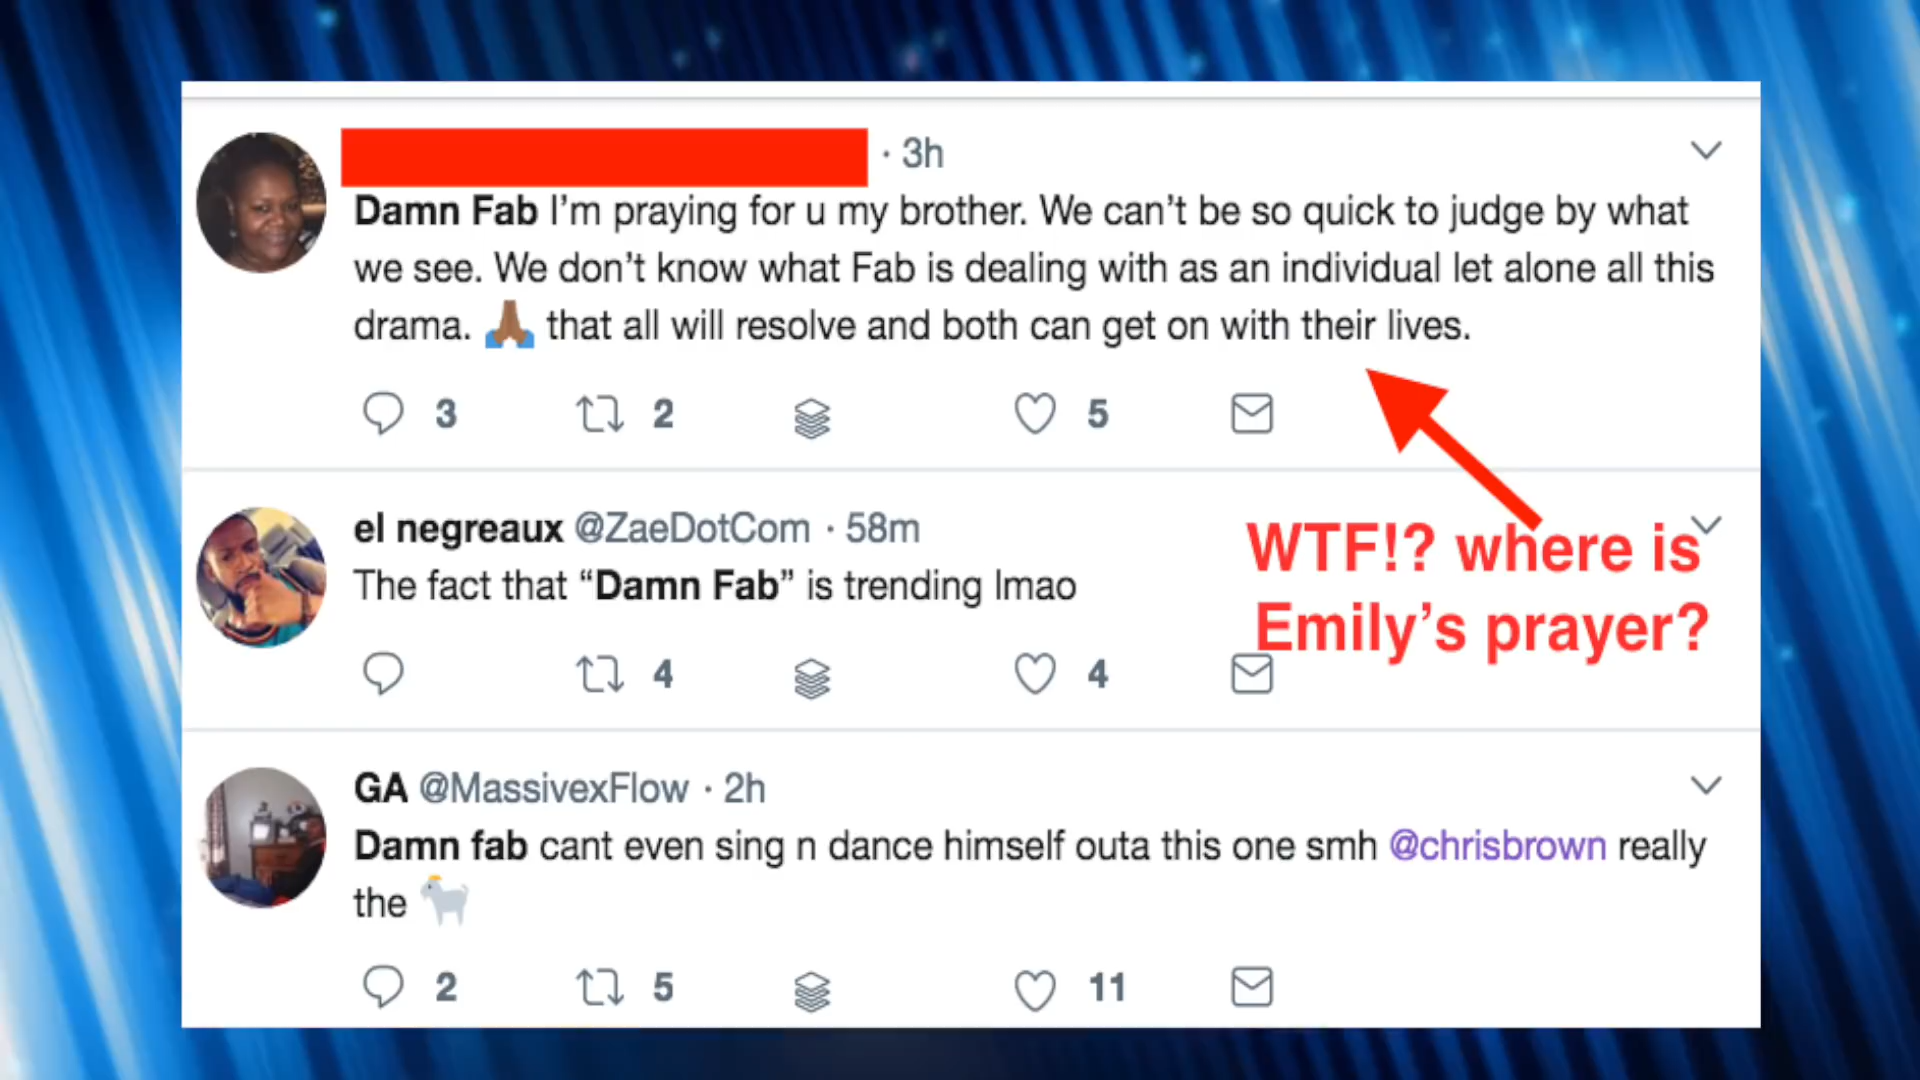 · 3h
Damn Fab I’m praying for u my brother. We can’t be so quick to judge by what
we see. We don’t know what Fab is dealing with as an individual let alone all this
drama. 🙏🏾 that all will resolve and both can get on with their lives.
3 2 5
WTF!? where is
Emily’s prayer?
el negreaux @ZaeDotCom · 58m
The fact that “Damn Fab” is trending lmao
4 4
GA @MassivexFlow · 2h
Damn fab cant even sing n dance himself outa this one smh @chrisbrown really
the 🐐
2 5 11